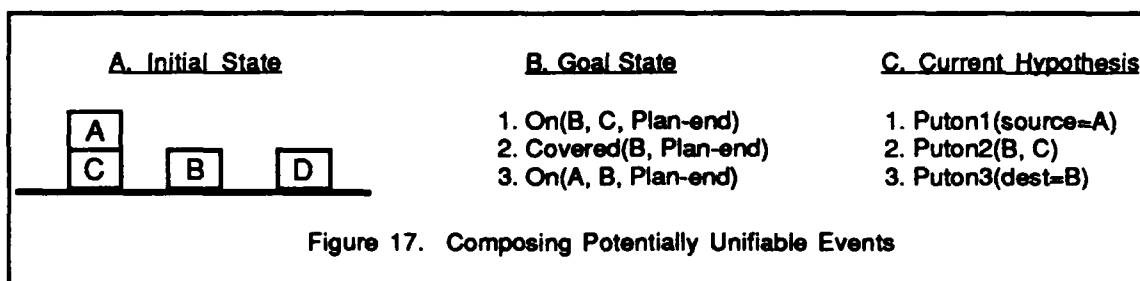 A. Initial State
A
C
B
D
B. Goal State
1. On(B, C, Plan-end)
2. Covered(B, Plan-end)
3. On(A, B, Plan-end)
C. Current Hypothesis
1. Puton1(source=A)
2. Puton2(B, C)
3. Puton3(dest=B)
Figure 17. Composing Potentially Unifiable Events